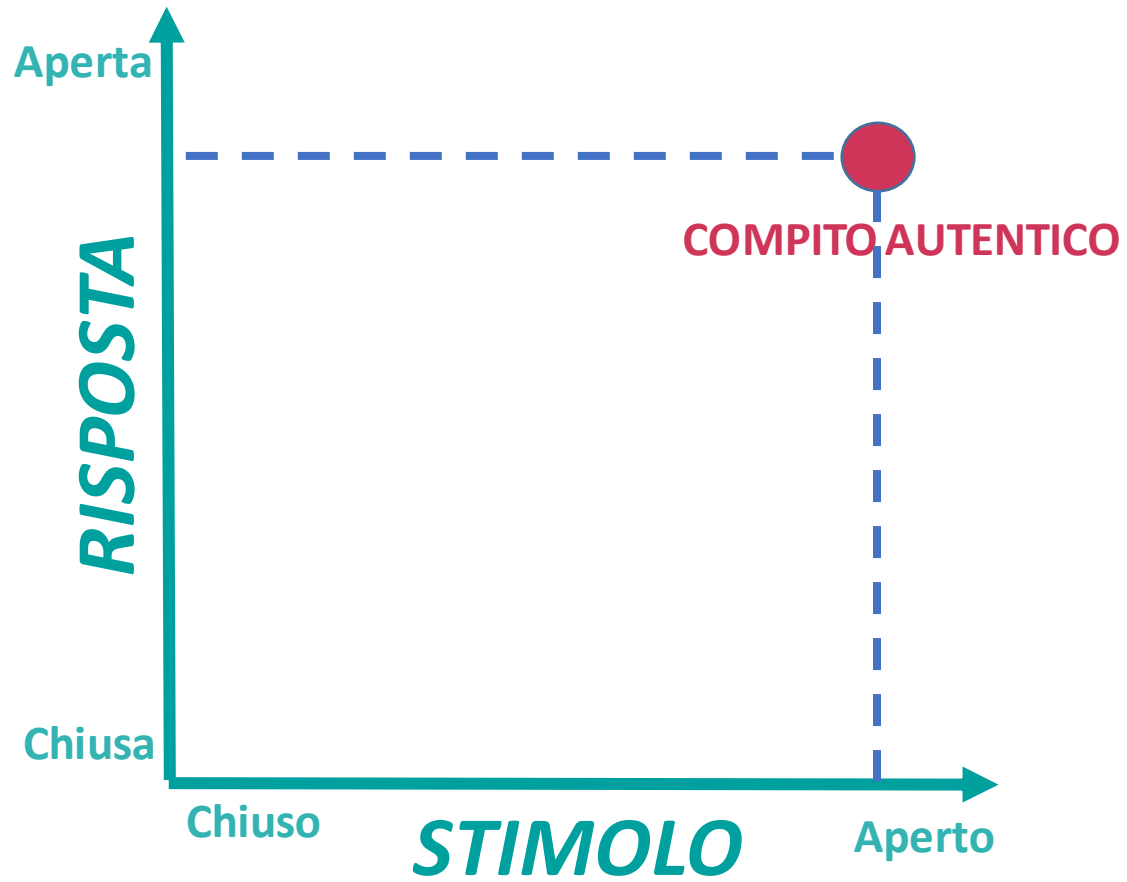 Aperta
COMPITO AUTENTICO
RISPOSTA
Chiusa
Chiuso
STIMOLO
Aperto